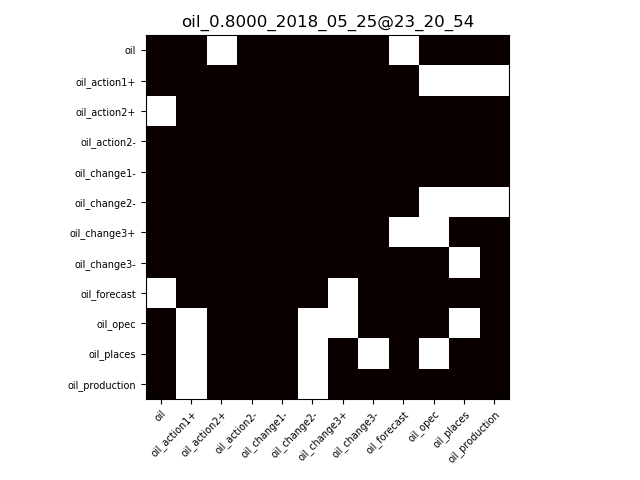 oil_0.8000_2018_05_25@23_20_54
oil
oil_action1+
oil_action2+
oil_action2-
oil_change1-
oil_change2-
oil_change3+
oil_change3-
oil_forecast
oil_opec
oil_places
oil_production
oil
oil_action1+
oil_action2+
oil_action2-
oil_change1-
oil_change2-
oil_change3+
oil_change3-
oil_forecast
oil_opec
oil_places
oil_production